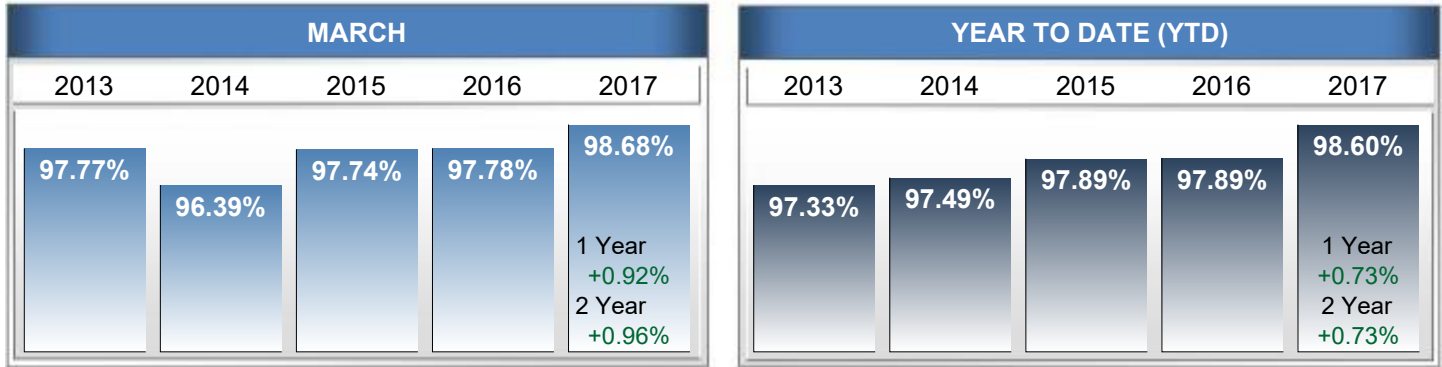 MARCH
2013 2014 2015 2016 2017
97.77% 96.39% 97.74% 97.78% 98.68%
1 Year
+0.92%
2 Year
+0.96%
YEAR TO DATE (YTD)
2013 2014 2015 2016 2017
97.33% 97.49% 97.89% 97.89% 98.60%
1 Year
+0.73%
2 Year
+0.73%